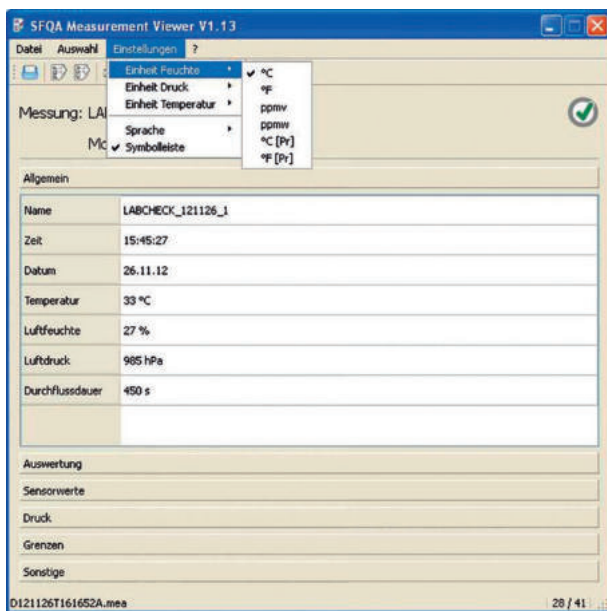 SFQA Measurement Viewer V1.13
Datei Auswahl Einstellungen ?
Einheit Feuchte
Einheit Druck
Einheit Temperatur
Sprache
Symbolleiste
°C
°F
ppmv
ppmw
°C [Pr]
°F [Pr]
Messung:
Allgemein
Name LABCHECK_121126_1
Zeit 15:45:27
Datum 26.11.12
Temperatur 33 °C
Luftfeuchte 27 %
Luftdruck 985 hPa
Durchflussdauer 450 s
Auswertung
Sensorwerte
Druck
Grenzen
Sonstige
D121126T161652A.mea 28 / 41